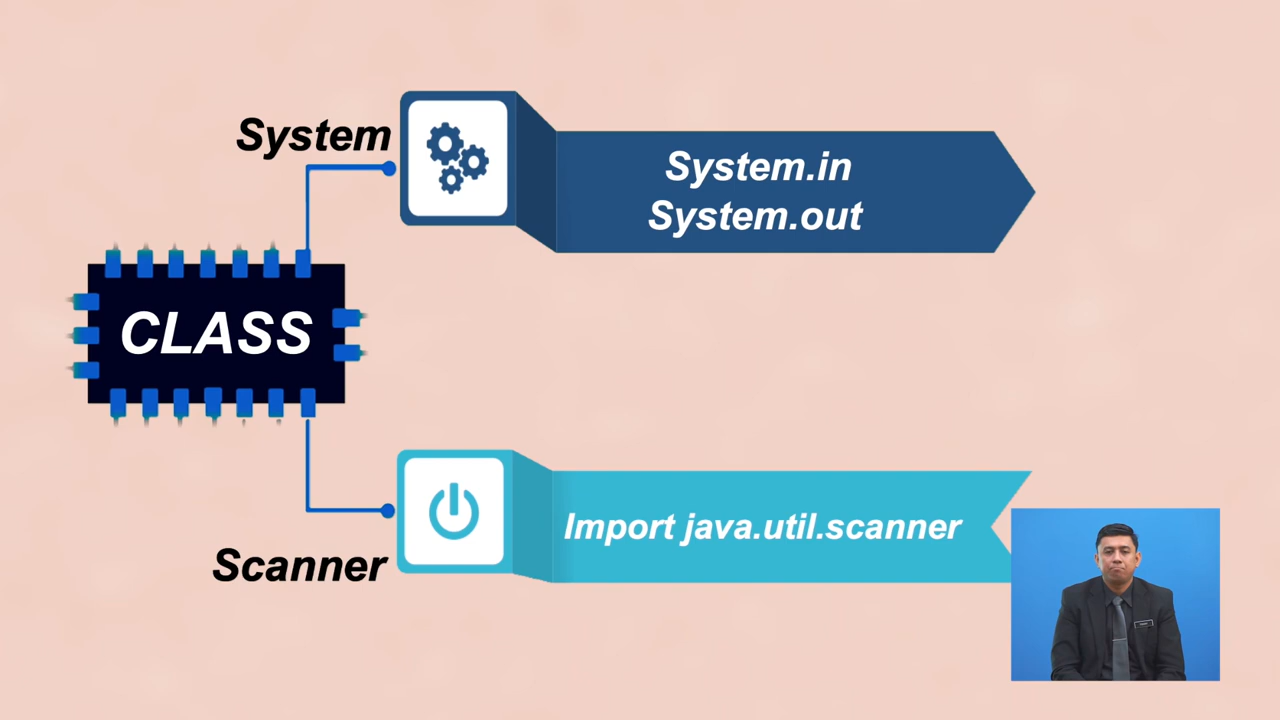 System
System.in
System.out
CLASS
Import java.util.scanner
Scanner